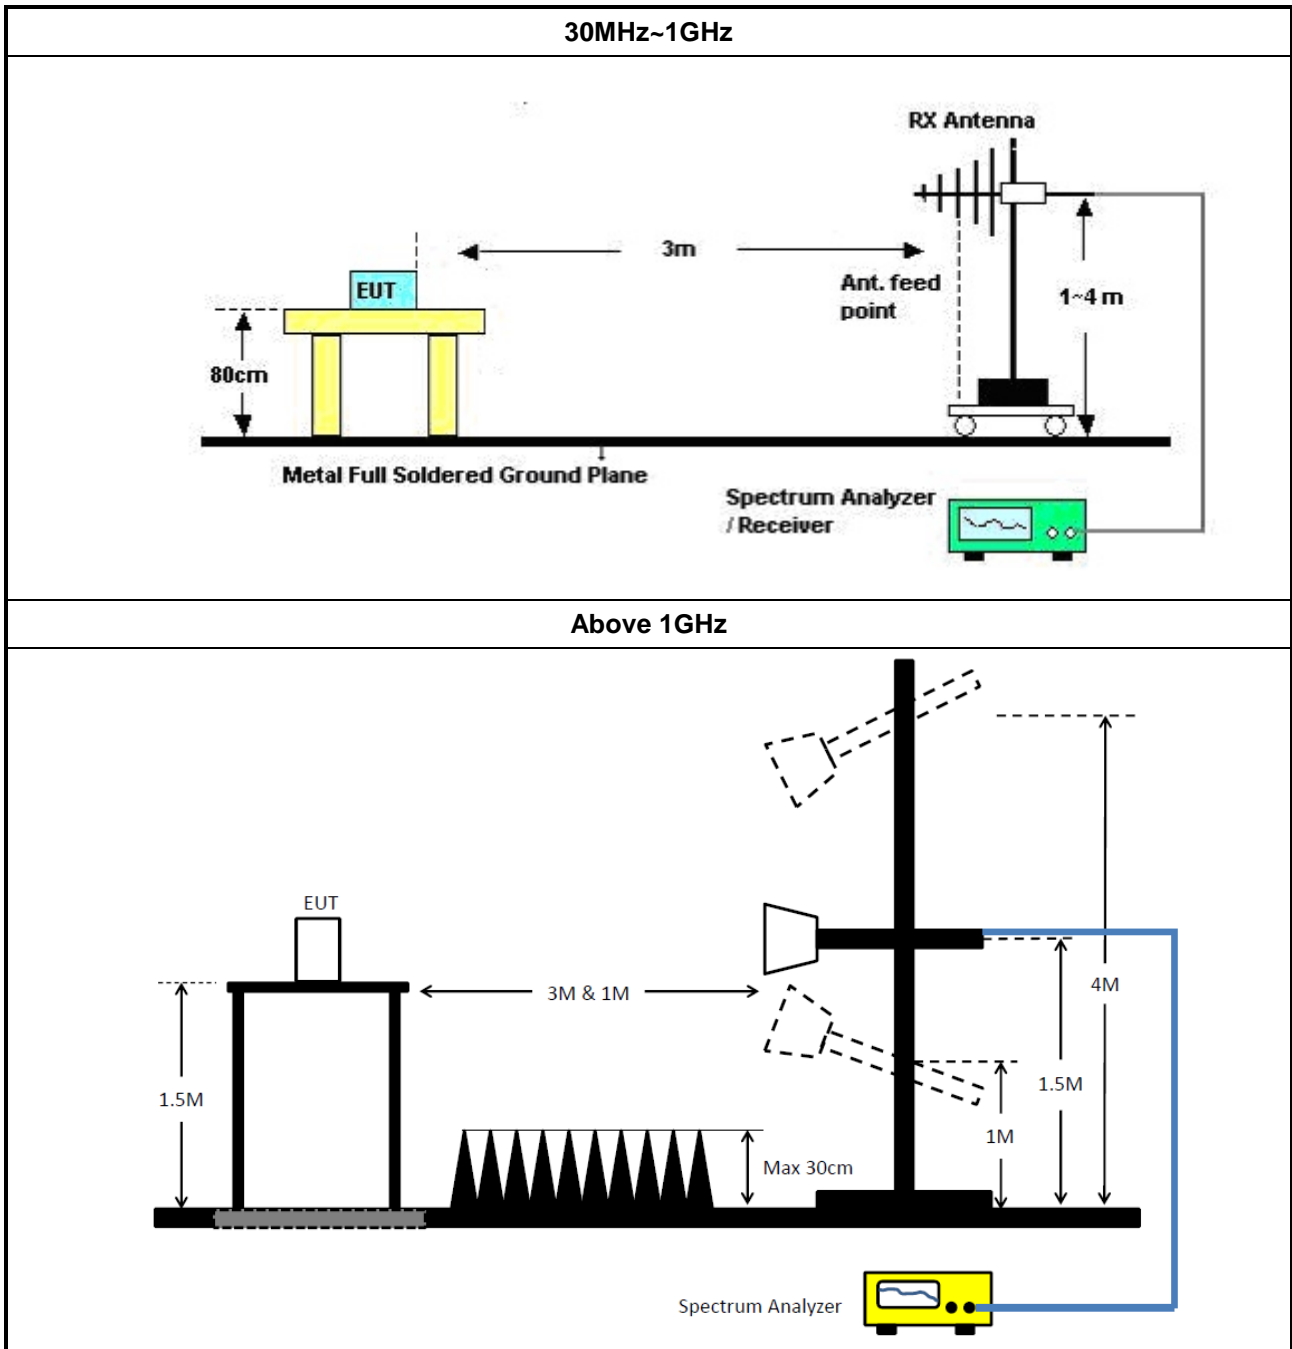 30MHz~1GHz
RX Antenna
3m
EUT
Ant. feed
point
1~4 m
80cm
Metal Full Soldered Ground Plane
Spectrum Analyzer
/ Receiver
Above 1GHz
EUT
3M & 1M
4M
1.5M
1.5M
1M
Max 30cm
Spectrum Analyzer